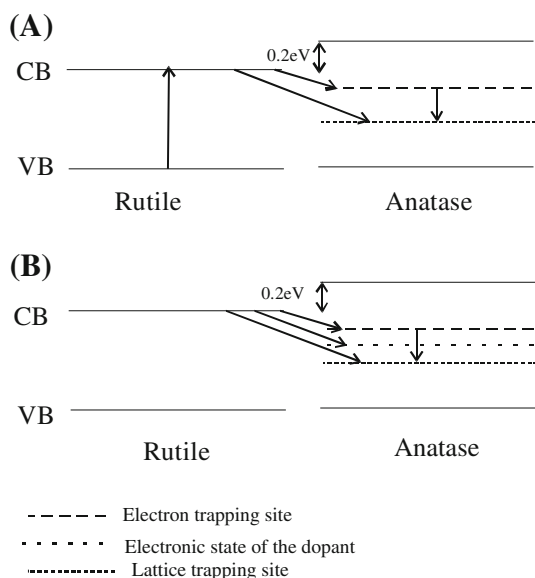 (A)
0.2eV
CB
VB
Rutile
Anatase
(B)
0.2eV
CB
VB
Rutile
Anatase
Electron trapping site
Electronic state of the dopant
Lattice trapping site